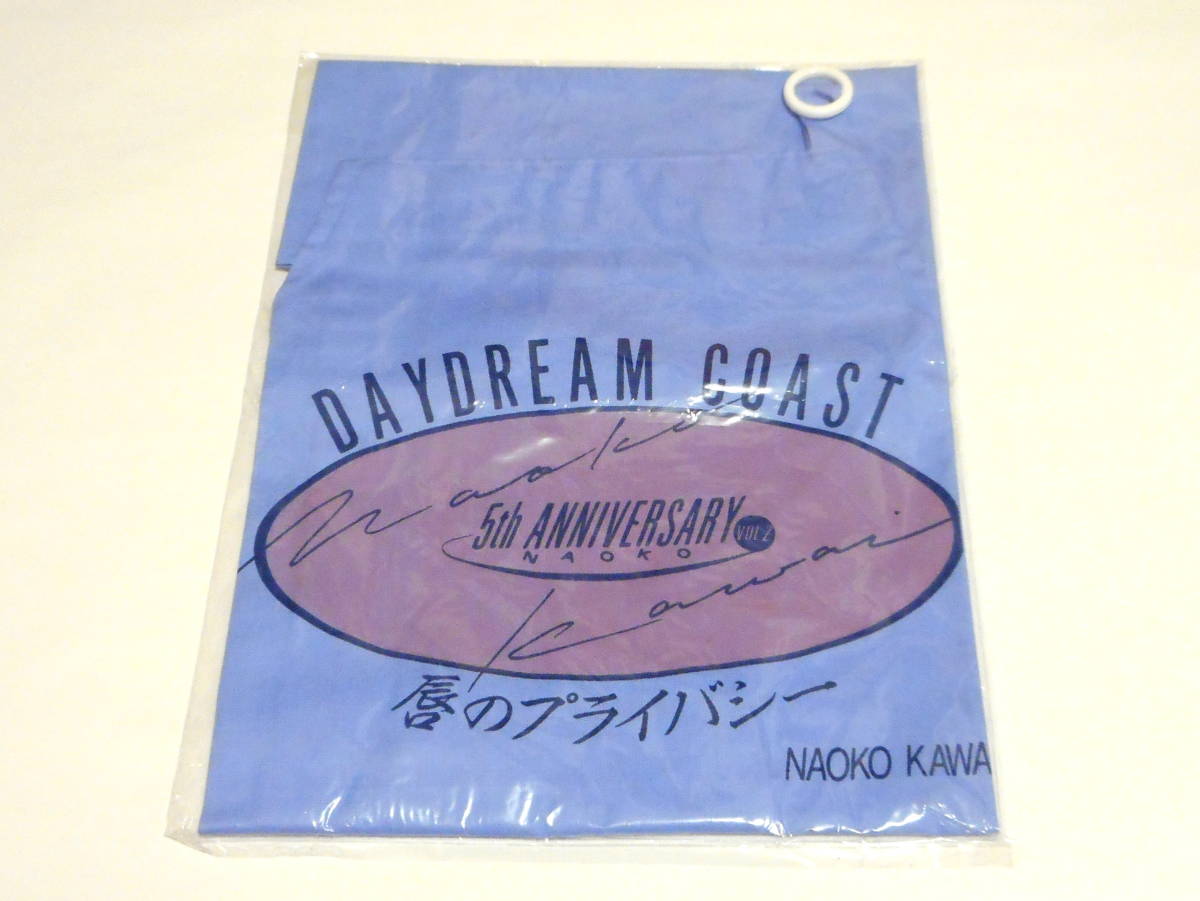 DAYDREAM COAST
Naoko
5th ANNIVERSARY VOL 2
NAOKO
Kawai
唇のプライバシー
NAOKO KAWA